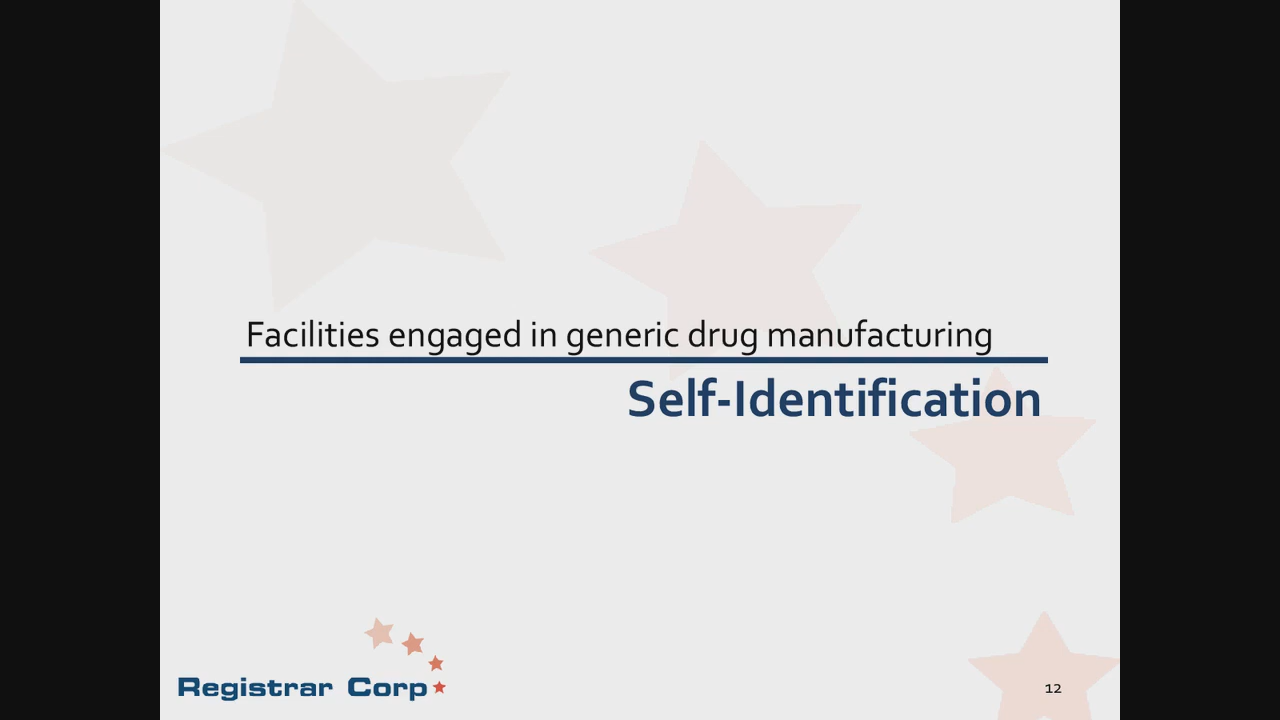 Facilities engaged in generic drug manufacturing
Self-Identification
Registrar Corp
12